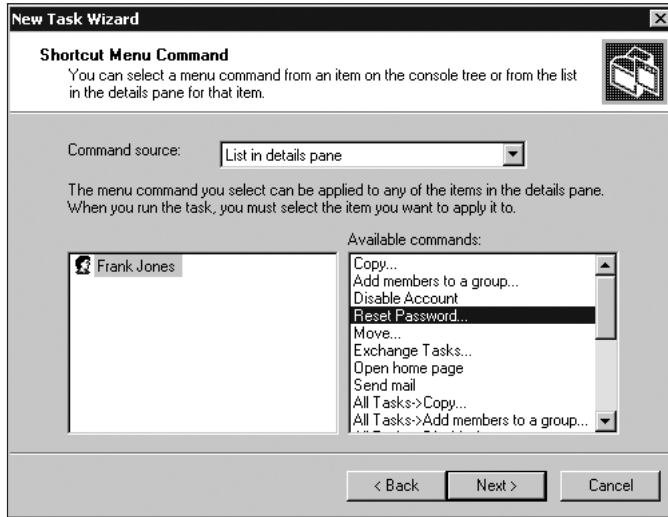 New Task Wizard
Shortcut Menu Command
You can select a menu command from an item on the console tree or from the list
in the details pane for that item.
Command source:
List in details pane
The menu command you select can be applied to any of the items in the details pane.
When you run the task, you must select the item you want to apply it to.
Available commands:
Frank Jones
Copy...
Add members to a group...
Disable Account
Reset Password...
Move...
Exchange Tasks...
Open home page
Send mail
All Tasks->Copy...
All Tasks->Add members to a group...
< Back
Next >
Cancel